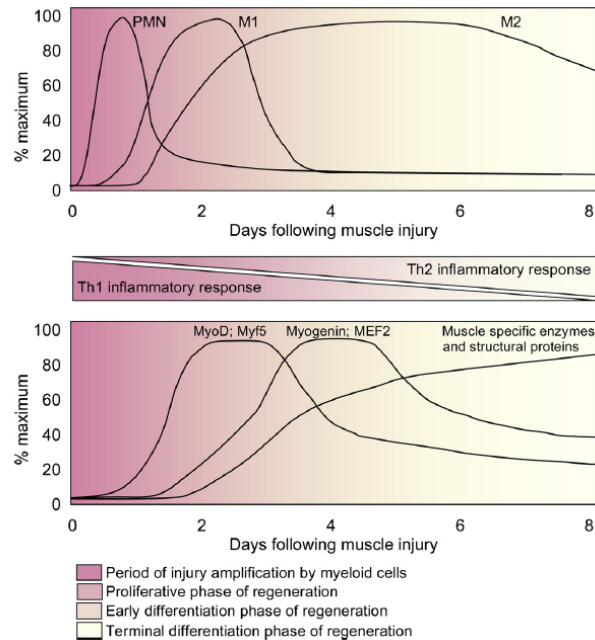 100
80
60
40
20
0
% maximum
PMN
M1
M2
0
2
4
6
8
Days following muscle injury
Th2 inflammatory response
Th1 inflammatory response
100
80
60
40
20
0
% maximum
MyoD; Myf5
Myogenin; MEF2
Muscle specific enzymes
and structural proteins
0
2
4
6
8
Days following muscle injury
Period of injury amplification by myeloid cells
Proliferative phase of regeneration
Early differentiation phase of regeneration
Terminal differentiation phase of regeneration